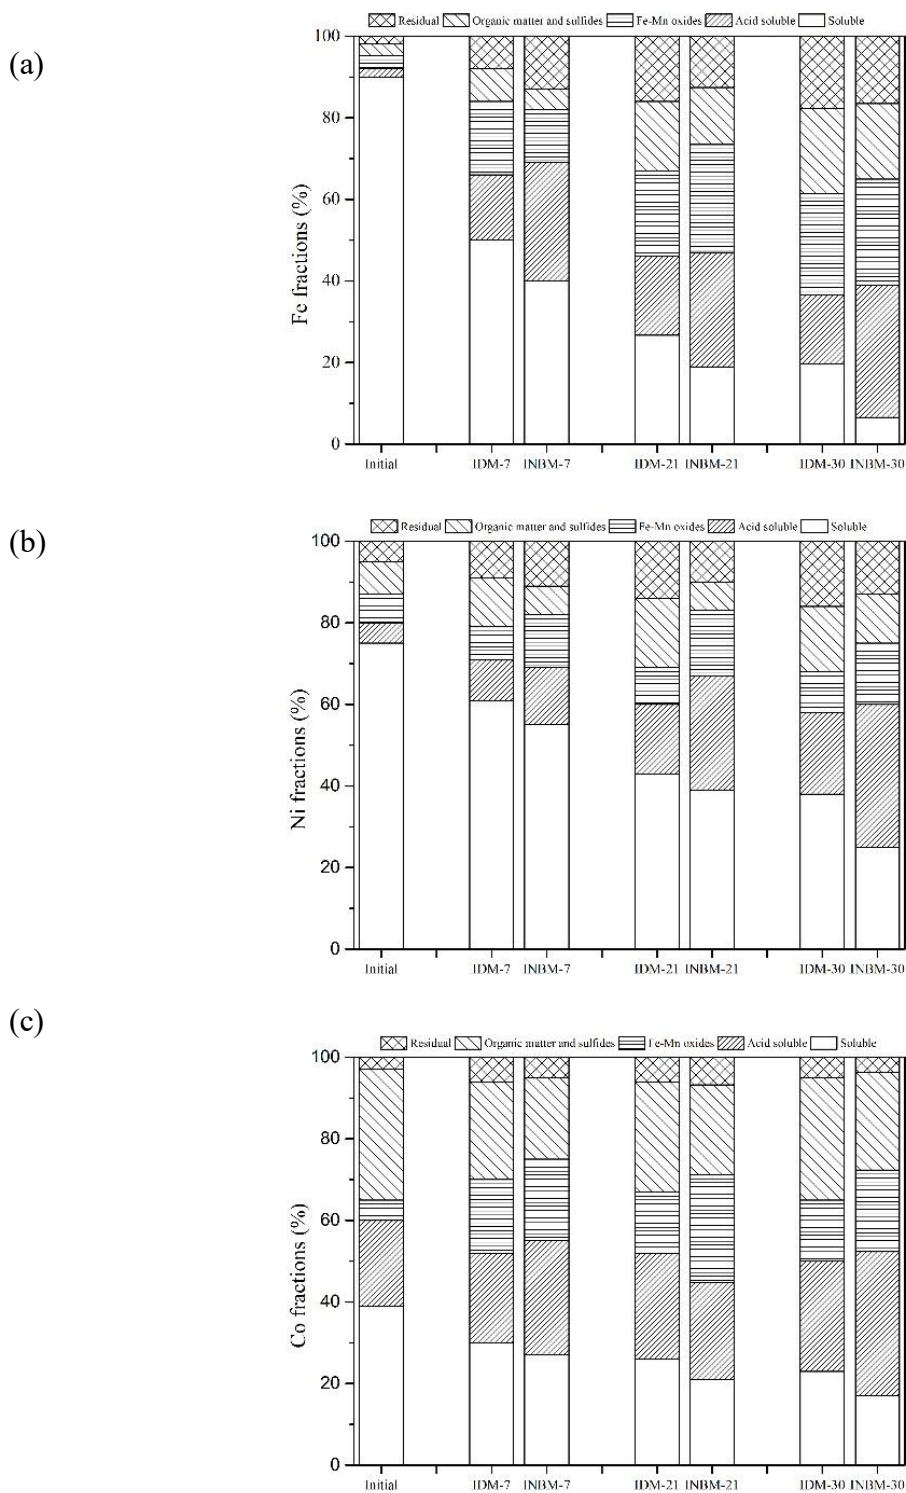 (a)
Residual Organic matter and sulfides Fe-Mn oxides Acid soluble Soluble
100
80
60
40
20
0
Fe fractions (%)
Initial IDM-7 INBM-7 IDM-21 INBM-21 IDM-30 INBM-30
(b)
Residual Organic matter and sulfides Fe-Mn oxides Acid soluble Soluble
100
80
60
40
20
0
Ni fractions (%)
Initial IDM-7 INBM-7 IDM-21 INBM-21 IDM-30 INBM-30
(c)
Residual Organic matter and sulfides Fe-Mn oxides Acid soluble Soluble
100
80
60
40
20
0
Co fractions (%)
Initial IDM-7 INBM-7 IDM-21 INBM-21 IDM-30 INBM-30